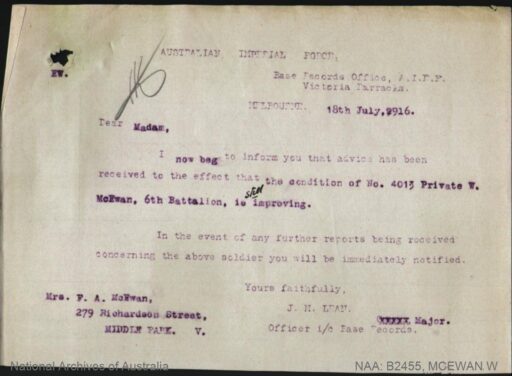 AUSTRALIAN IMPERIAL FORCE.
EW.
Base Records Office, A.I.F.
Victoria Barracks.
MELBOURNE. 18th July, 1916.
Dear Madam,
I now beg to inform you that advice has been
received to the effect that the condition of No. 4013 Private W.
McEwan, 6th Battalion, is still improving.
In the event of any further reports being received
concerning the above soldier you will be immediately notified.
Yours faithfully,
Mrs. F. A. McEwan,
279 Richardson Street,
MIDDLE PARK. V.
J. M. LEAN.
Major.
Officer i/c Base Records.
National Archives of Australia
NAA: B2455, MCEWAN W